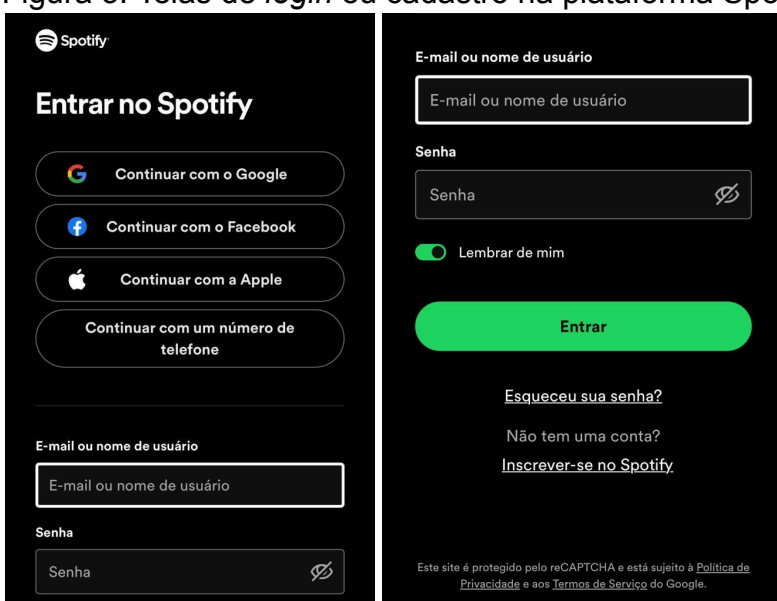 Spotify
Entrar no Spotify
Continuar com o Google
Continuar com o Facebook
Continuar com a Apple
Continuar com um número de
telefone
E-mail ou nome de usuário
E-mail ou nome de usuário
Senha
Senha
E-mail ou nome de usuário
E-mail ou nome de usuário
Senha
Senha
Lembrar de mim
Entrar
Esqueceu sua senha?
Não tem uma conta?
Inscrever-se no Spotify
Este site é protegido pelo reCAPTCHA e está sujeito à Política de
Privacidade e aos Termos de Serviço do Google.